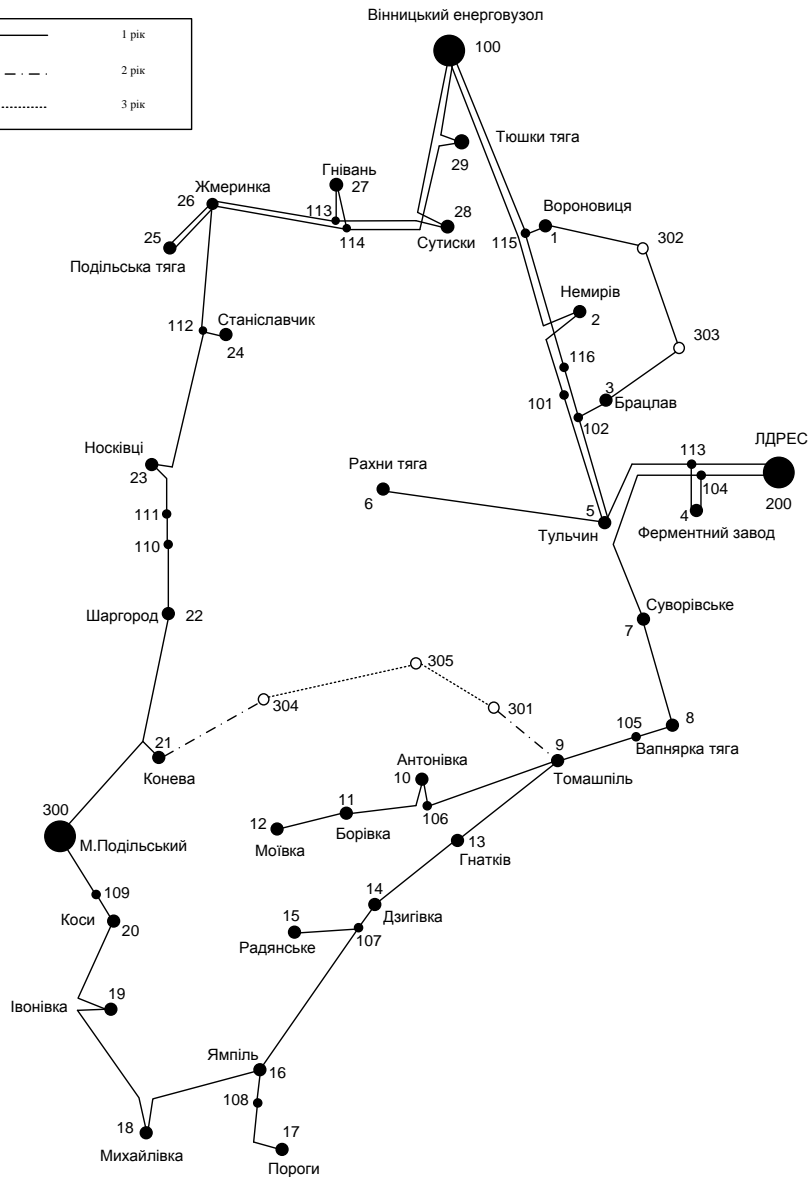 Вінницький енерговузол
100
1 рік
2 рік
3 рік
Тюшки тяга
29
Гнівань
27
Жмеринка
26
113
28
Вороновиця
25
114
Сутиски
115
1
302
Подільська тяга
Немирів
2
Станіславчик
112
24
116
303
3
101
Брацлав
102
ЛДРЕС
Носківці
113
23
Рахни тяга
104
6
5
200
111
4
Тульчин
Ферментний завод
110
Суворівське
Шаргород
22
7
305
304
301
8
21
9
105
Антонівка
Вапнярка тяга
Конева
10
Томашпіль
11
106
300
12
Борівка
13
М.Подільський
Моївка
Гнатків
14
109
15
Дзигівка
Коси
20
Радянське
107
19
Івонівка
Ямпіль
16
108
18
17
Михайлівка
Пороги